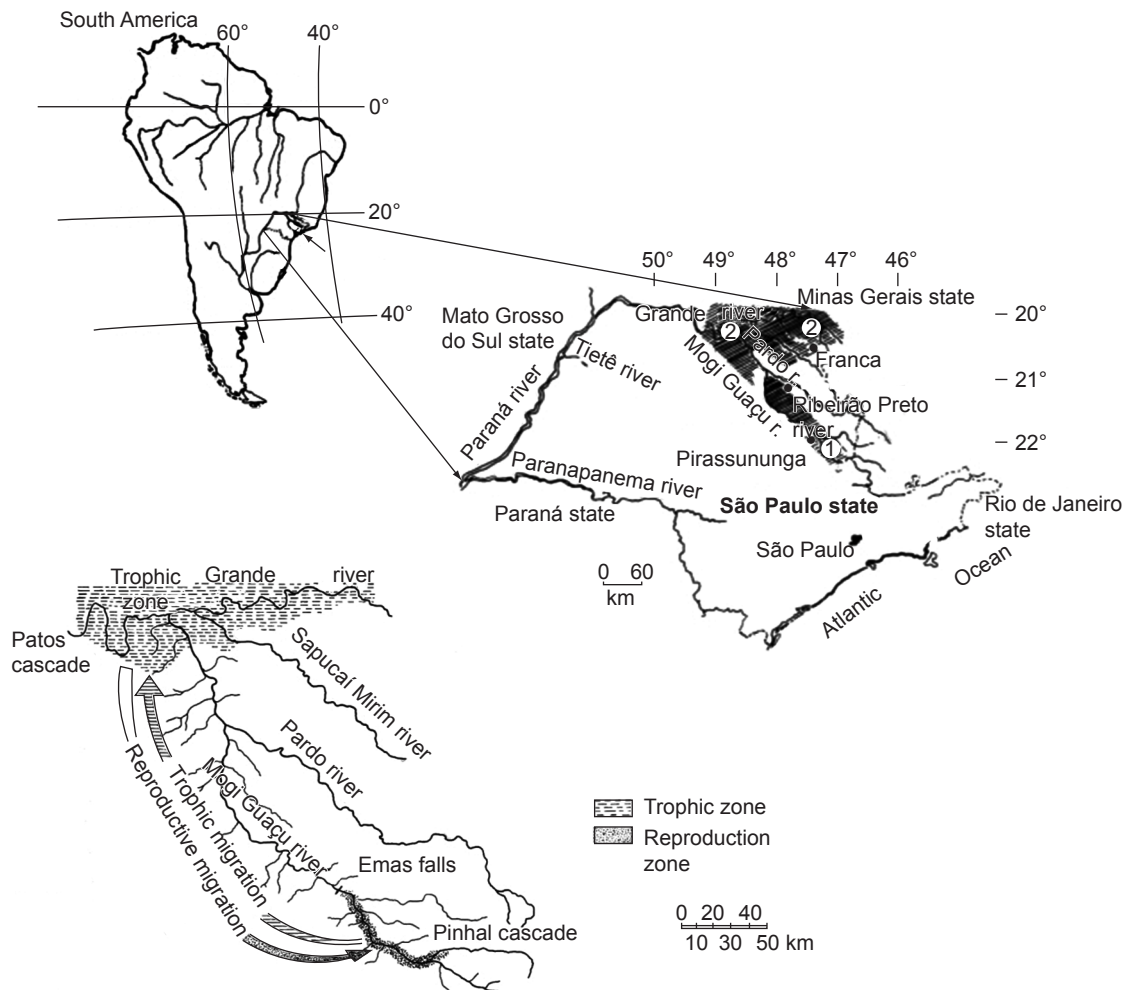 South America
60°
40°
0°
20°
40°
50°
49°
48°
47°
46°
Minas Gerais state
20°
21°
22°
Mato Grosso
do Sul state
Grande river
2
2
Pardo r.
Franca
Tietê river
Mogi Guaçu r.
Paraná river
Ribeirão Preto
river
1
Pirassununga
Paranapanema river
São Paulo state
Paraná state
Rio de Janeiro
state
São Paulo
0 60
km
Atlantic
Ocean
Trophic
zone
Grande river
Patos
cascade
Sapucaí Mirim river
Pardo river
Mogi Guaçu river
Trophic migration
Reproductive migration
Emas falls
Pinhal cascade
Trophic zone
Reproduction
zone
0 20 40
10 30 50 km